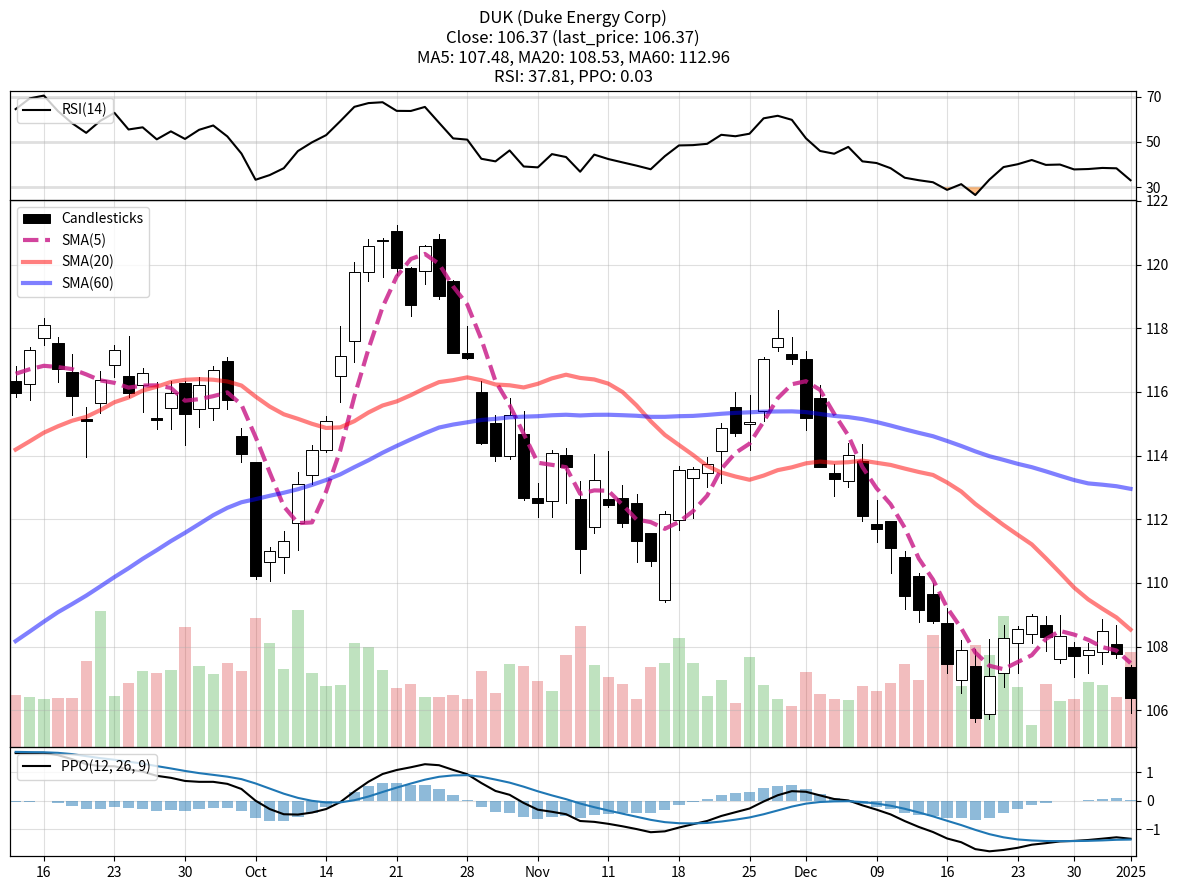 DUK (Duke Energy Corp)
Close: 106.37 (last_price: 106.37)
MA5: 107.48, MA20: 108.53, MA60: 112.96
RSI: 37.81, PPO: 0.03
RSI(14)
70
50
30
122
120
118
116
114
112
110
108
106
Candlesticks
SMA(5)
SMA(20)
SMA(60)
PPO(12, 26, 9)
1
0
−1
16 23 30 Oct 14 21 28 Nov 11 18 25 Dec 09 16 23 30 2025